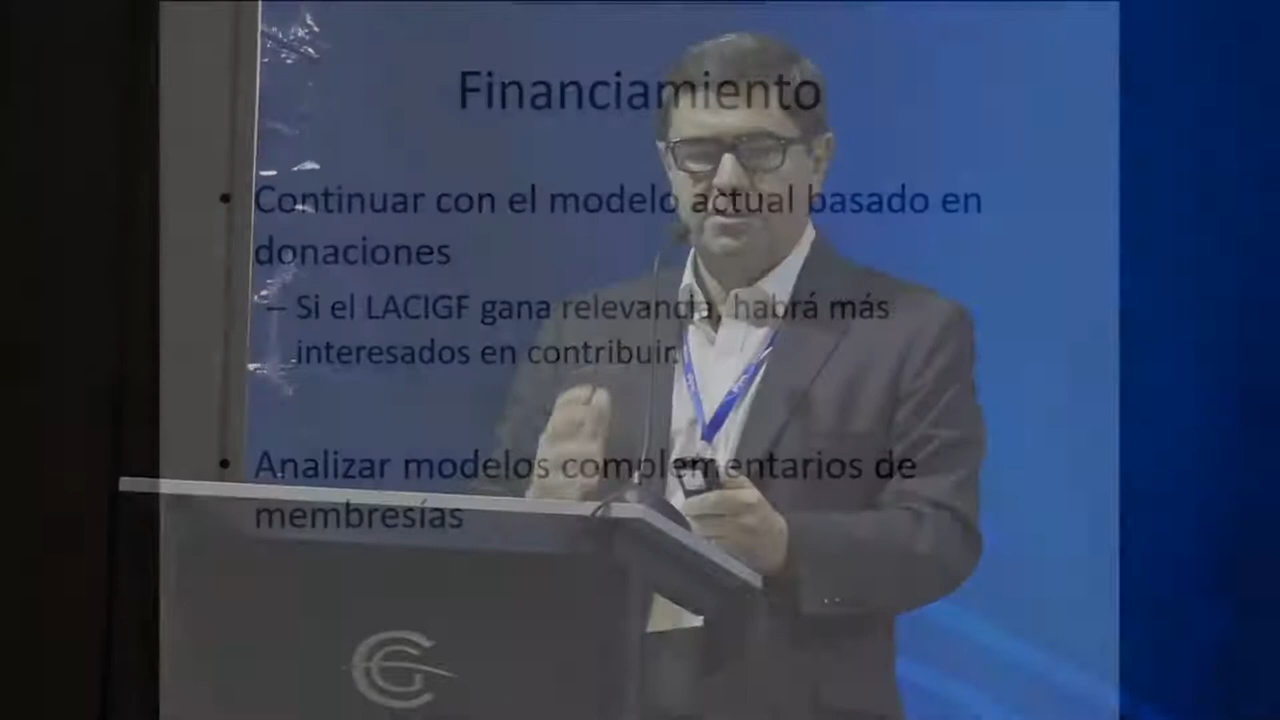 Financiamiento
• Continuar con el modelo actual basado en
donaciones
– Si el LACIGF gana relevancia, habrá más
interesados en contribuir.
• Analizar modelos complementarios de
membresías